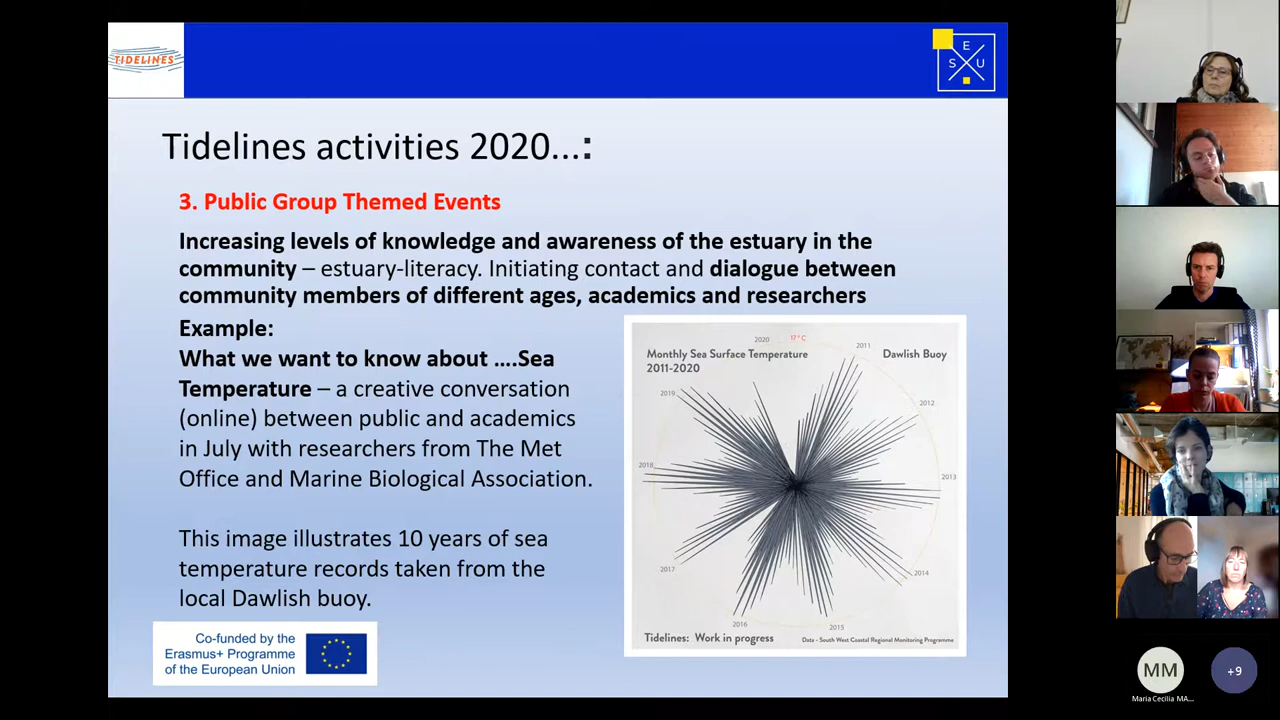 TIDELINES
E
S U
Tidelines activities 2020...:
3. Public Group Themed Events
Increasing levels of knowledge and awareness of the estuary in the
community – estuary-literacy. Initiating contact and dialogue between
community members of different ages, academics and researchers
Example:
What we want to know about ....Sea
Temperature – a creative conversation
(online) between public and academics
in July with researchers from The Met
Office and Marine Biological Association.
This image illustrates 10 years of sea
temperature records taken from the
local Dawlish buoy.
Co-funded by the
Erasmus+ Programme
of the European Union
Monthly Sea Surface Temperature
2011-2020
Dawlish Buoy
2020
17°C
2011
2012
2013
2014
2015
2016
2017
2018
2019
Tidelines: Work in progress
Data - South West Coastal Regional Monitoring Programme
MM
+9
Maria Cecilia MA...